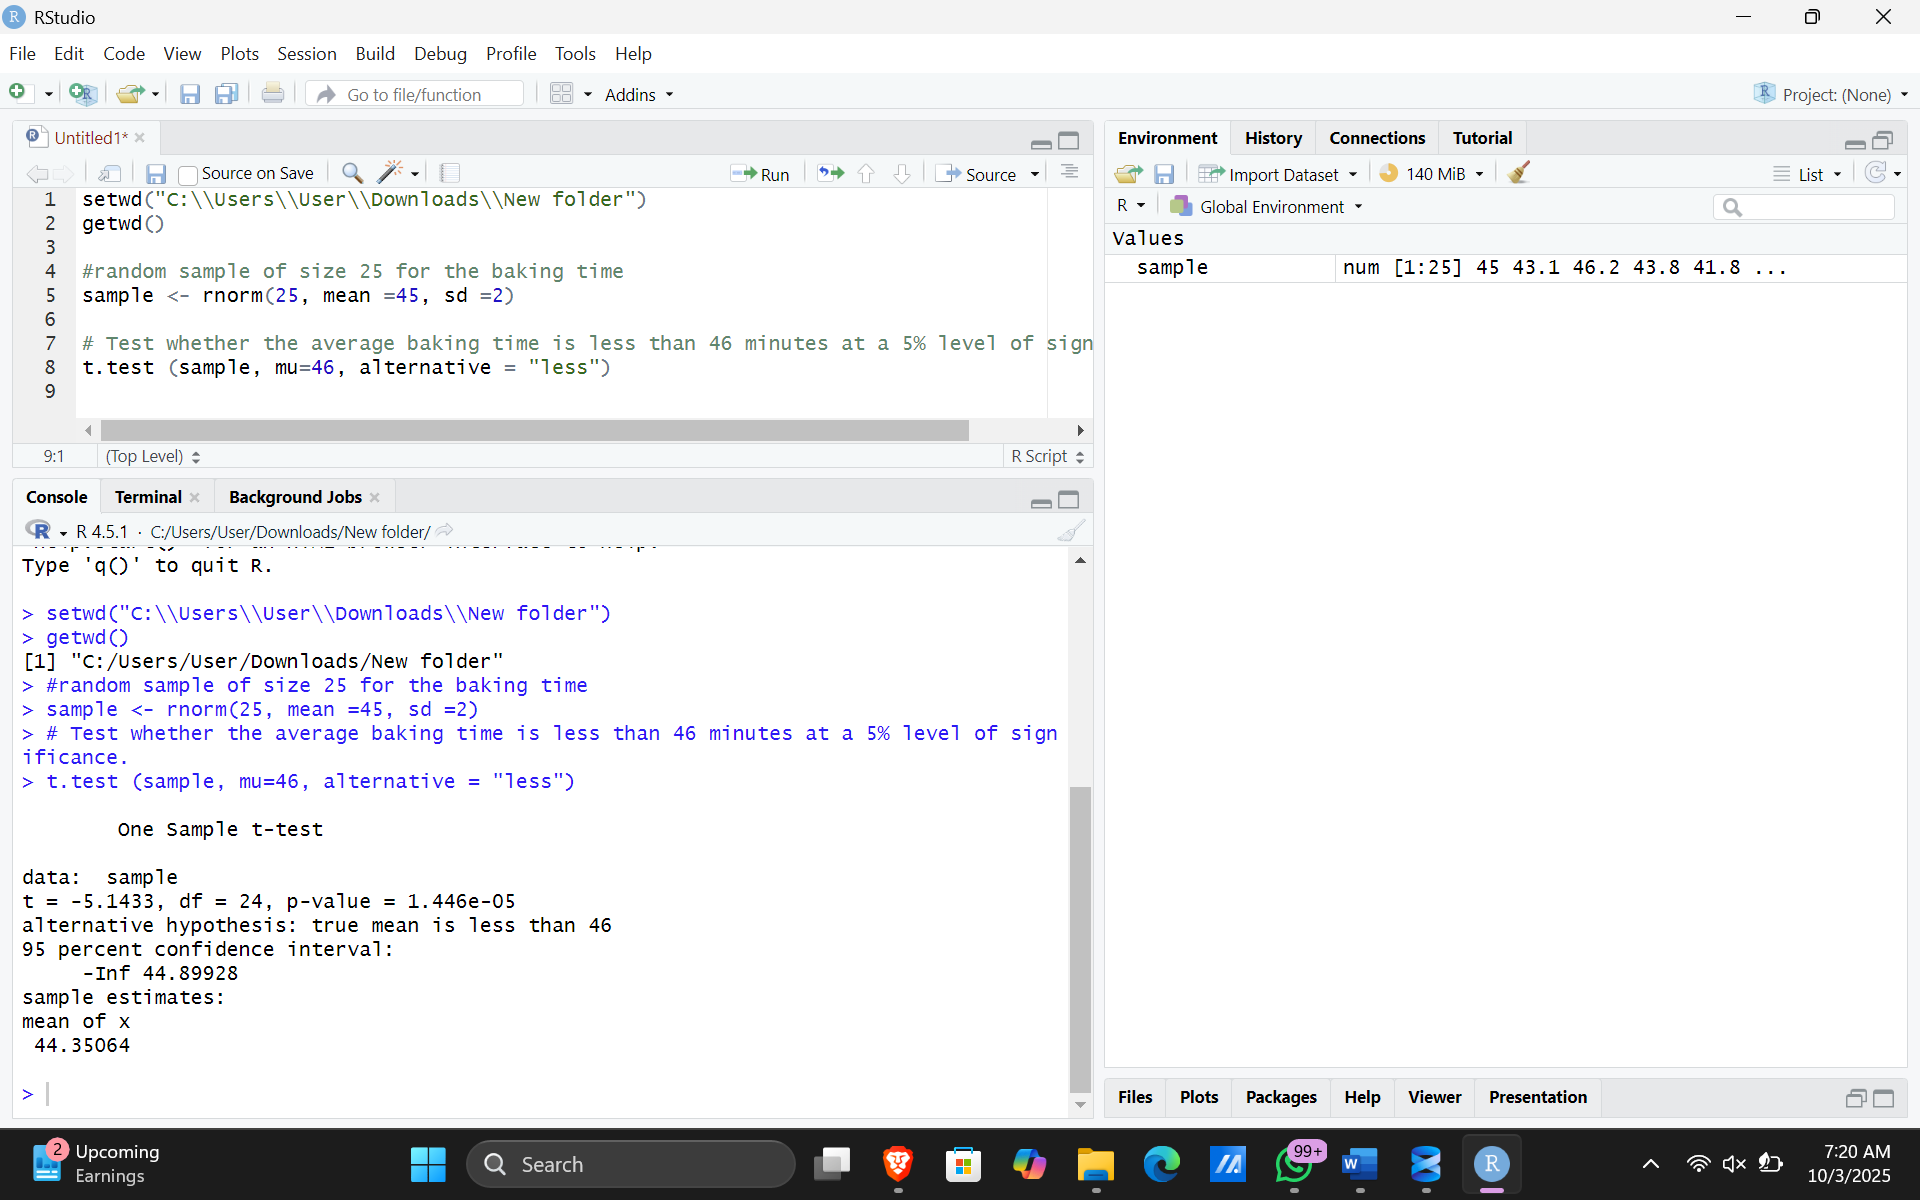 RStudio
File Edit Code View Plots Session Build Debug Profile Tools Help
Go to file/function Addins Project: (None)
Untitled1*
Source on Save Run Source
1 setwd("C:\\Users\\User\\Downloads\\New folder")
2 getwd()
3
4 #random sample of size 25 for the baking time
5 sample <- rnorm(25, mean =45, sd =2)
6
7 # Test whether the average baking time is less than 46 minutes at a 5% level of sign
8 t.test (sample, mu=46, alternative = "less")
9
9:1 (Top Level) R Script
Console Terminal Background Jobs
R 4.5.1 · C:/Users/User/Downloads/New folder/
Type 'q()' to quit R.
> setwd("C:\\Users\\User\\Downloads\\New folder")
> getwd()
[1] "C:/Users/User/Downloads/New folder"
> #random sample of size 25 for the baking time
> sample <- rnorm(25, mean =45, sd =2)
> # Test whether the average baking time is less than 46 minutes at a 5% level of sign
ificance.
> t.test (sample, mu=46, alternative = "less")
One Sample t-test
data:  sample
t = -5.1433, df = 24, p-value = 1.446e-05
alternative hypothesis: true mean is less than 46
95 percent confidence interval:
-Inf 44.89928
sample estimates:
mean of x
44.35064
>
Environment History Connections Tutorial
Import Dataset 140 MiB List
R Global Environment
Values
sample num [1:25] 45 43.1 46.2 43.8 41.8 ...
Files Plots Packages Help Viewer Presentation
2 Upcoming
Earnings
Search
99+
7:20 AM
10/3/2025